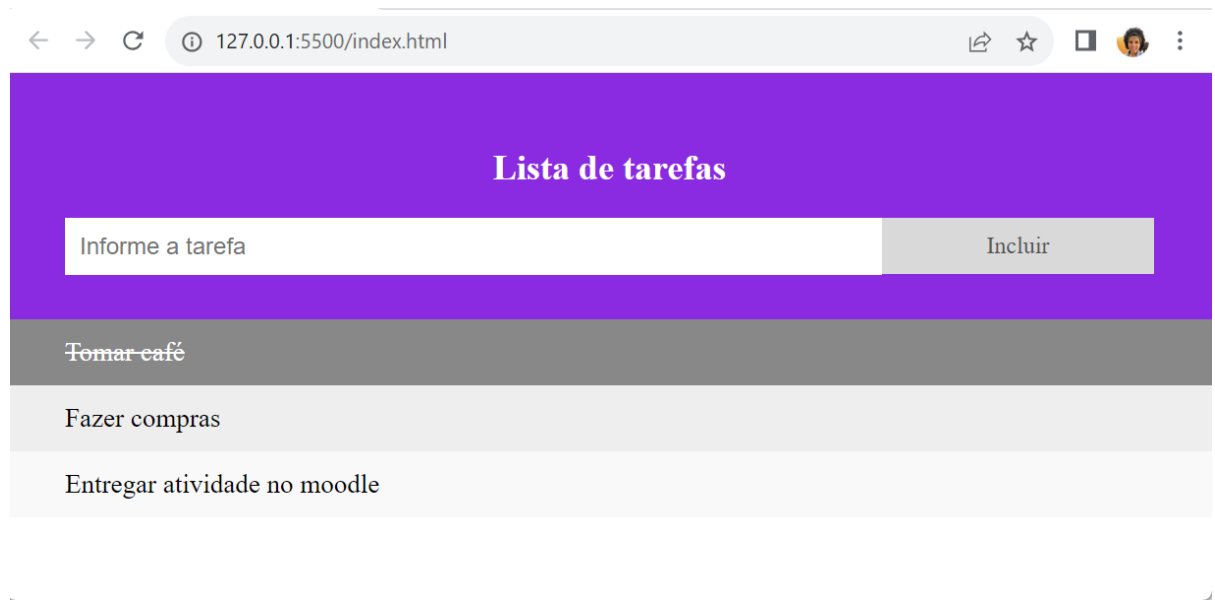 127.0.0.1:5500/index.html
Lista de tarefas
Informe a tarefa
Incluir
Tomar café
Fazer compras
Entregar atividade no moodle